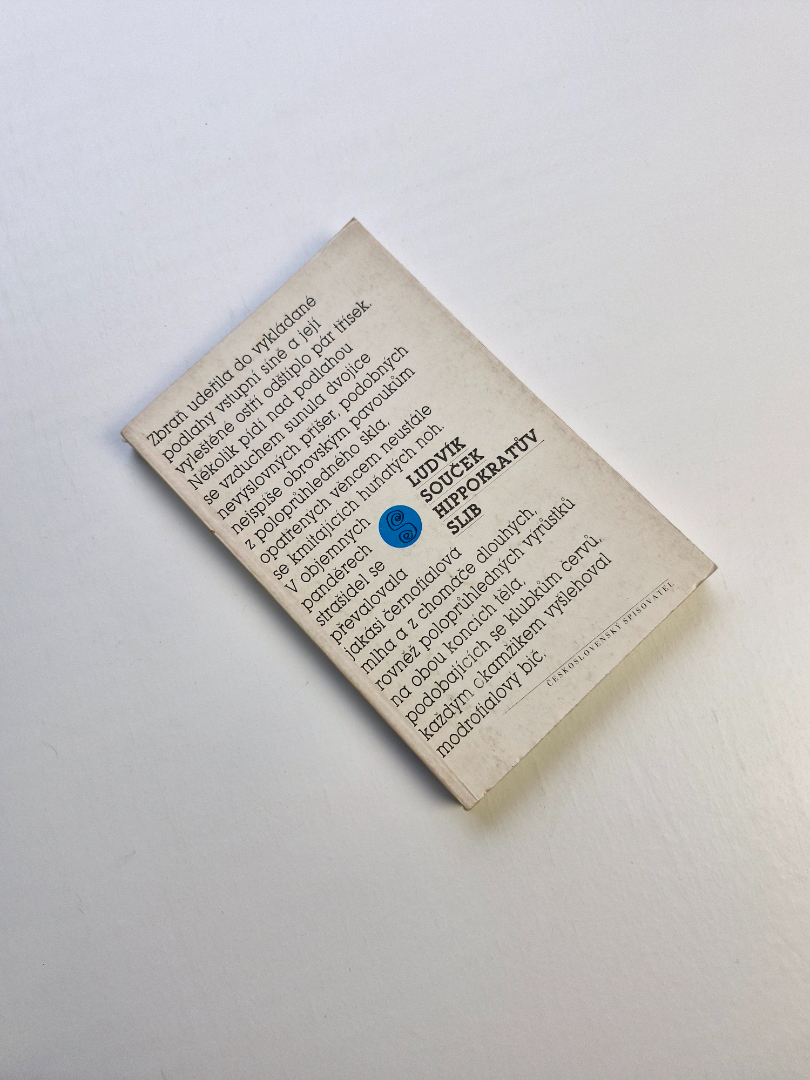 Zbraň udeřila do vykládané
podlahy vstupní síně a její
vyleštěné ostří odštíplo pár třísek.
Několik pídí nad podlahou
se vzduchem sunula dvojice
nevýslovných příšer, podobných
nejspíše obrovským pavoukům
z poloprůhledného skla,
opatřených věncem neustále
se kmitajících huňatých noh.
V objemných
panděrech
strašidel se
převalovala
jakási černofialová
mlha a z chomáče dlouhých,
rovněž poloprůhledných výrůstků
na obou koncích těla,
podobajících se klubkům červů,
každým okamžikem vyšlehoval
modrofialový bič.
LUDVÍK
SOUČEK
HIPPOKRATŮV
SLIB
ČESKOSLOVENSKÝ SPISOVATEL